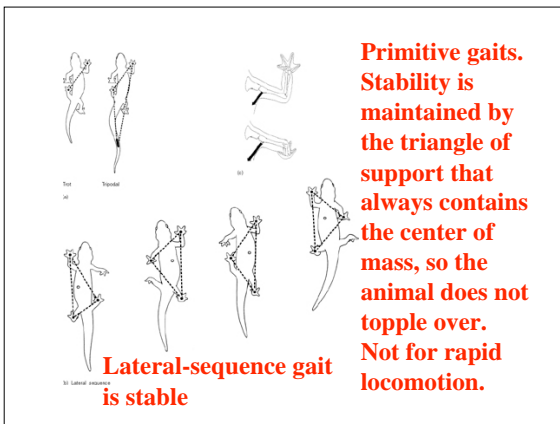 Primitive gaits.
Stability is
maintained by
the triangle of
support that
always contains
the center of
mass, so the
animal does not
topple over.
Not for rapid
locomotion.
Trot Tripodal
(a)
(c)
Lateral-sequence gait
is stable
(b) Lateral sequence